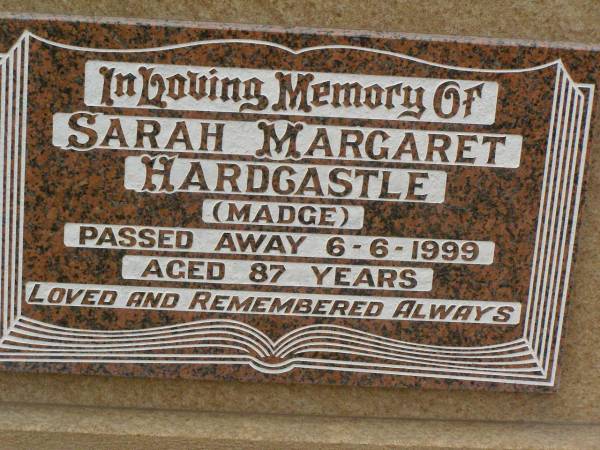 In Loving Memory Of
SARAH MARGARET
HARDCASTLE
(MADGE)
PASSED AWAY 6-6-1999
AGED 87 YEARS
LOVED AND REMEMBERED ALWAYS